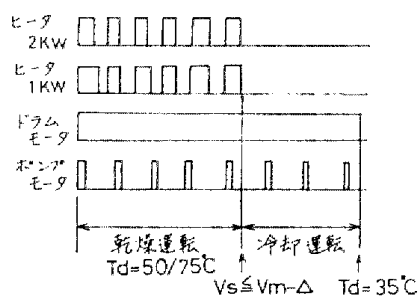 ヒータ
2KW
ヒータ
1KW
ドラム
モータ
ポンプ
モータ
乾燥運転
Td=50/75℃
冷却運転
Vs≦Vm-Δ
Td=35℃